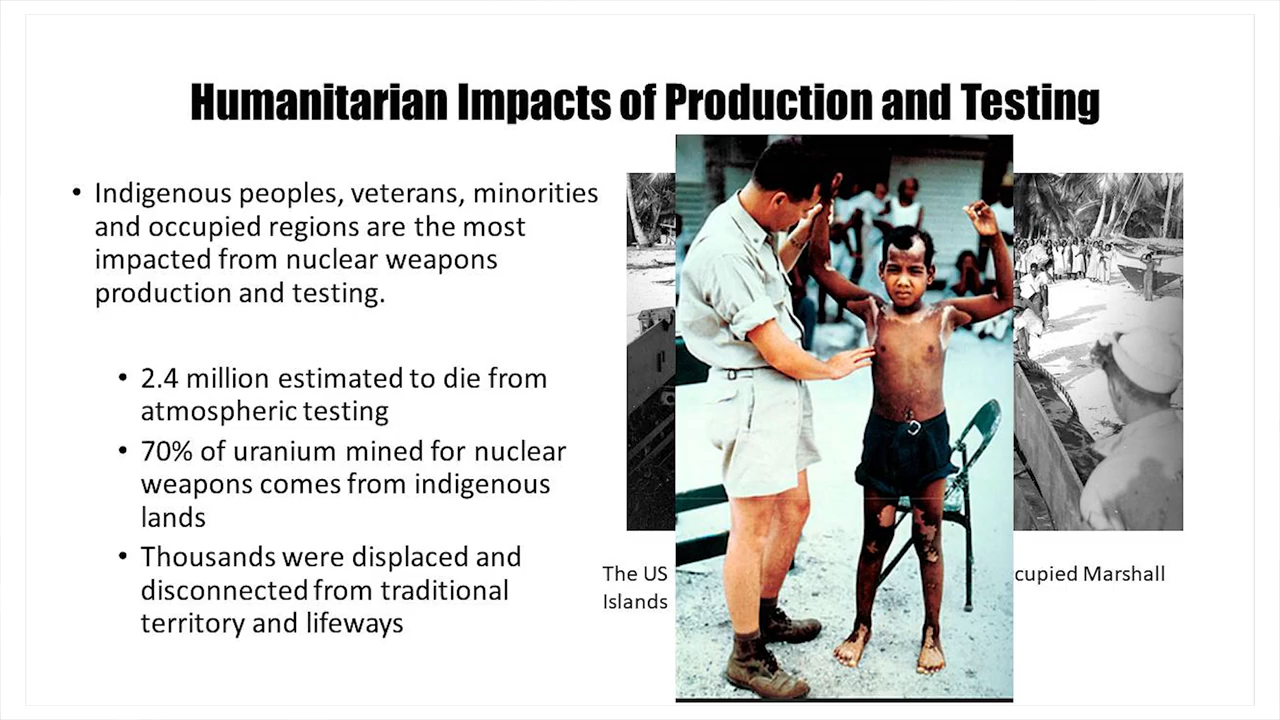 Humanitarian Impacts of Production and Testing
• Indigenous peoples, veterans, minorities
and occupied regions are the most
impacted from nuclear weapons
production and testing.
• 2.4 million estimated to die from
atmospheric testing
• 70% of uranium mined for nuclear
weapons comes from indigenous
lands
• Thousands were displaced and
disconnected from traditional
territory and lifeways
The US
cupied Marshall
Islands